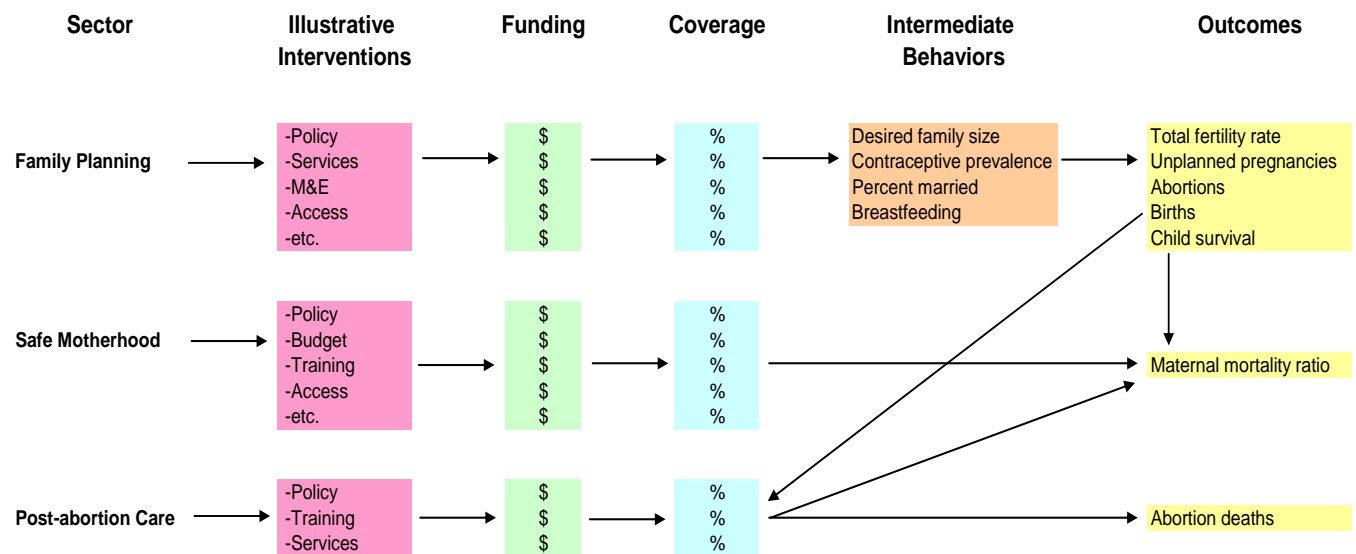 Sector
Illustrative
Interventions
Funding
Coverage
Intermediate
Behaviors
Outcomes
Family Planning
-Policy
-Services
-M&E
-Access
-etc.
$
$
$
$
$
%
%
%
%
%
Desired family size
Contraceptive prevalence
Percent married
Breastfeeding
Total fertility rate
Unplanned pregnancies
Abortions
Births
Child survival
Safe Motherhood
-Policy
-Budget
-Training
-Access
-etc.
$
$
$
$
$
%
%
%
%
%
Maternal mortality ratio
Post-abortion Care
-Policy
-Training
-Services
$
$
$
%
%
%
Abortion deaths